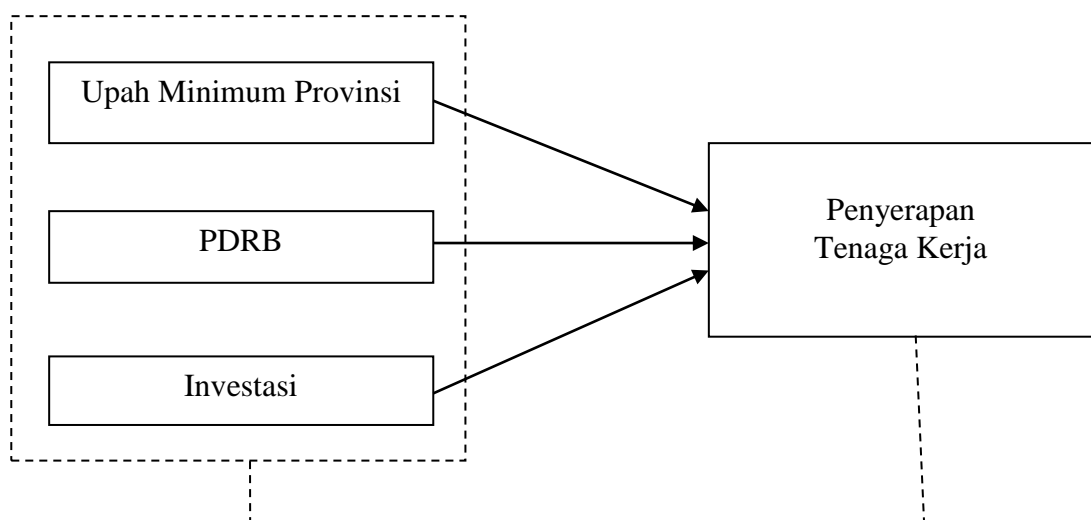 Upah Minimum Provinsi
PDRB
Penyerapan
Tenaga Kerja
Investasi